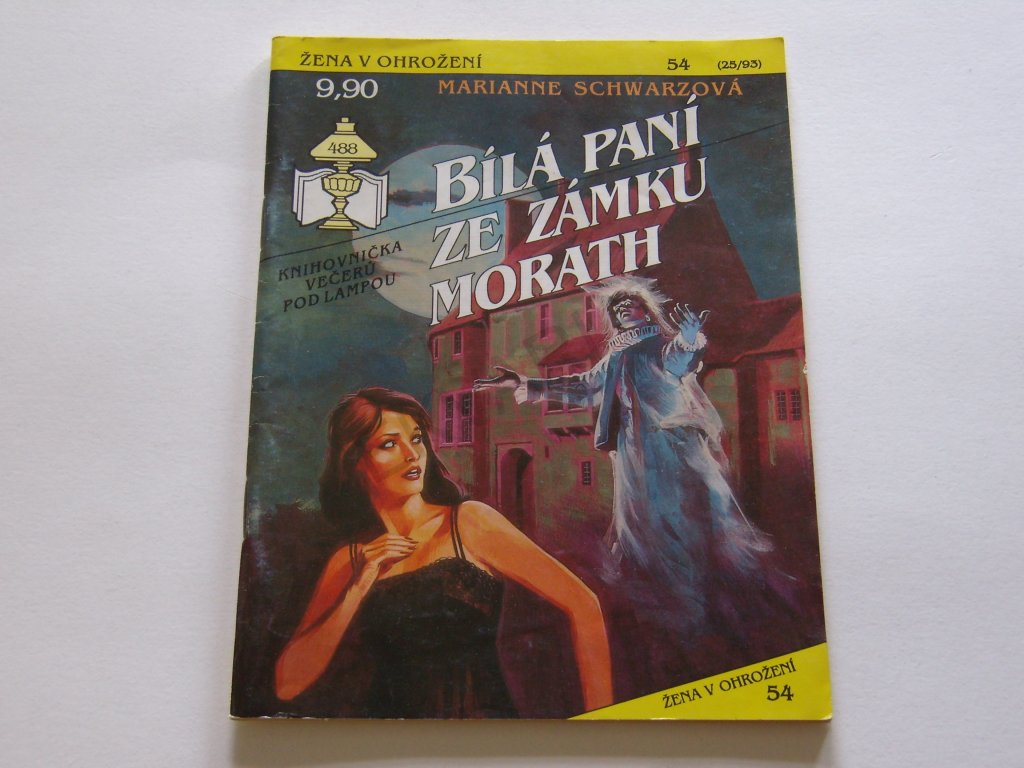 ŽENA V OHROŽENÍ 54 (25/93)
9,90 MARIANNE SCHWARZOVÁ
488
BÍLÁ PANÍ
ZE ZÁMKU
MORATH
KNIHOVNIČKA
VEČERŮ
POD LAMPOU
ŽENA V OHROŽENÍ
54